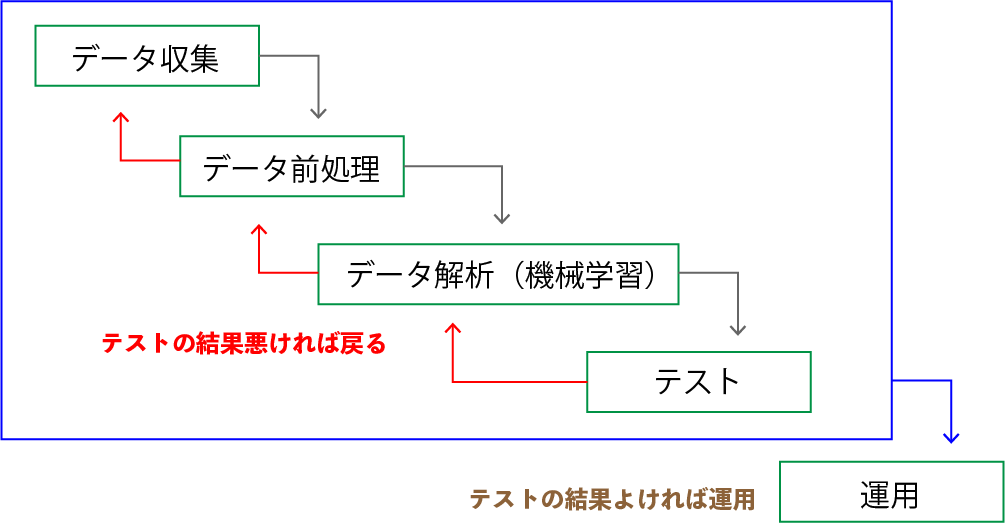 データ収集
データ前処理
データ解析（機械学習）
テストの結果悪ければ戻る
テスト
テストの結果よければ運用
運用